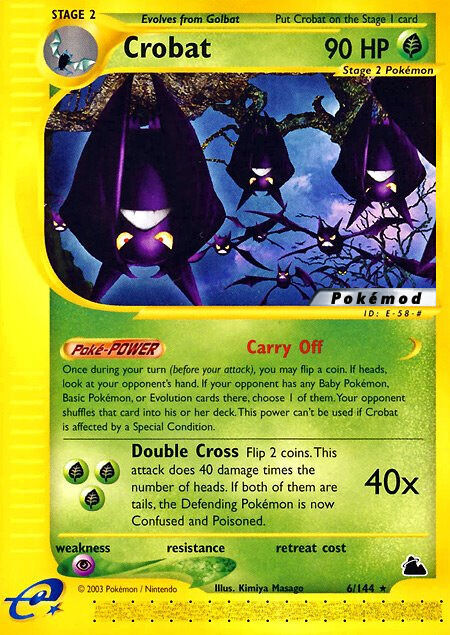 STAGE 2
Evolves from Golbat
Put Crobat on the Stage 1 card
Crobat
90 HP
Stage 2 Pokémon
Pokémod
ID: E-58-#
Poké-POWER
Carry Off
Once during your turn (before your attack), you may flip a coin. If heads,
look at your opponent's hand. If your opponent has any Baby Pokémon,
Basic Pokémon, or Evolution cards there, choose 1 of them. Your opponent
shuffles that card into his or her deck. This power can't be used if Crobat
is affected by a Special Condition.
Double Cross Flip 2 coins. This
attack does 40 damage times the
number of heads. If both of them are
tails, the Defending Pokémon is now
Confused and Poisoned.
40x
weakness
resistance
retreat cost
©2003 Pokémon / Nintendo
Illus. Kimiya Masago
6/144 ★
e